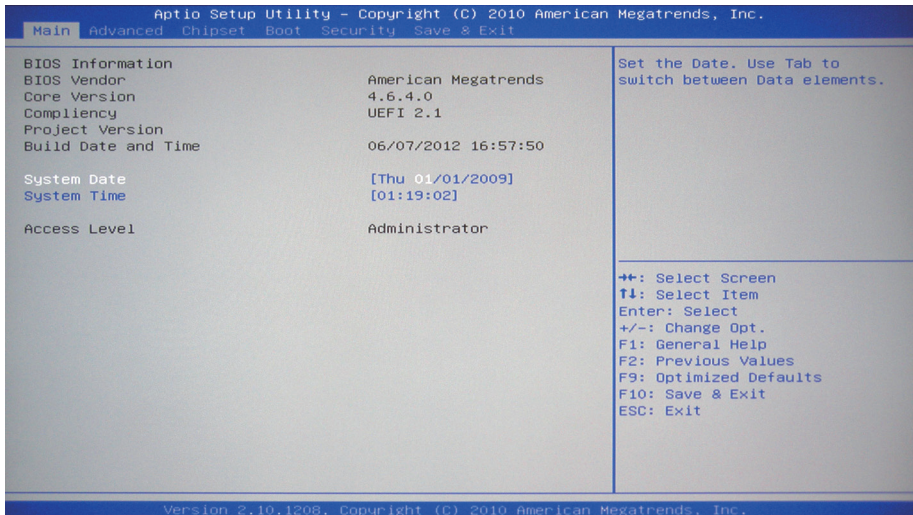 Aptio Setup Utility – Copyright (C) 2010 American Megatrends, Inc.
Main Advanced Chipset Boot Security Save & Exit
BIOS Information
BIOS Vendor American Megatrends
Core Version 4.6.4.0
Compliency UEFI 2.1
Project Version
Build Date and Time 06/07/2012 16:57:50
System Date [Thu 01/01/2009]
System Time [01:19:02]
Access Level Administrator
Set the Date. Use Tab to
switch between Data elements.
→←: Select Screen
↑↓: Select Item
Enter: Select
+/-: Change Opt.
F1: General Help
F2: Previous Values
F9: Optimized Defaults
F10: Save & Exit
ESC: Exit
Version 2.10.1208. Copyright (C) 2010 American Megatrends, Inc.